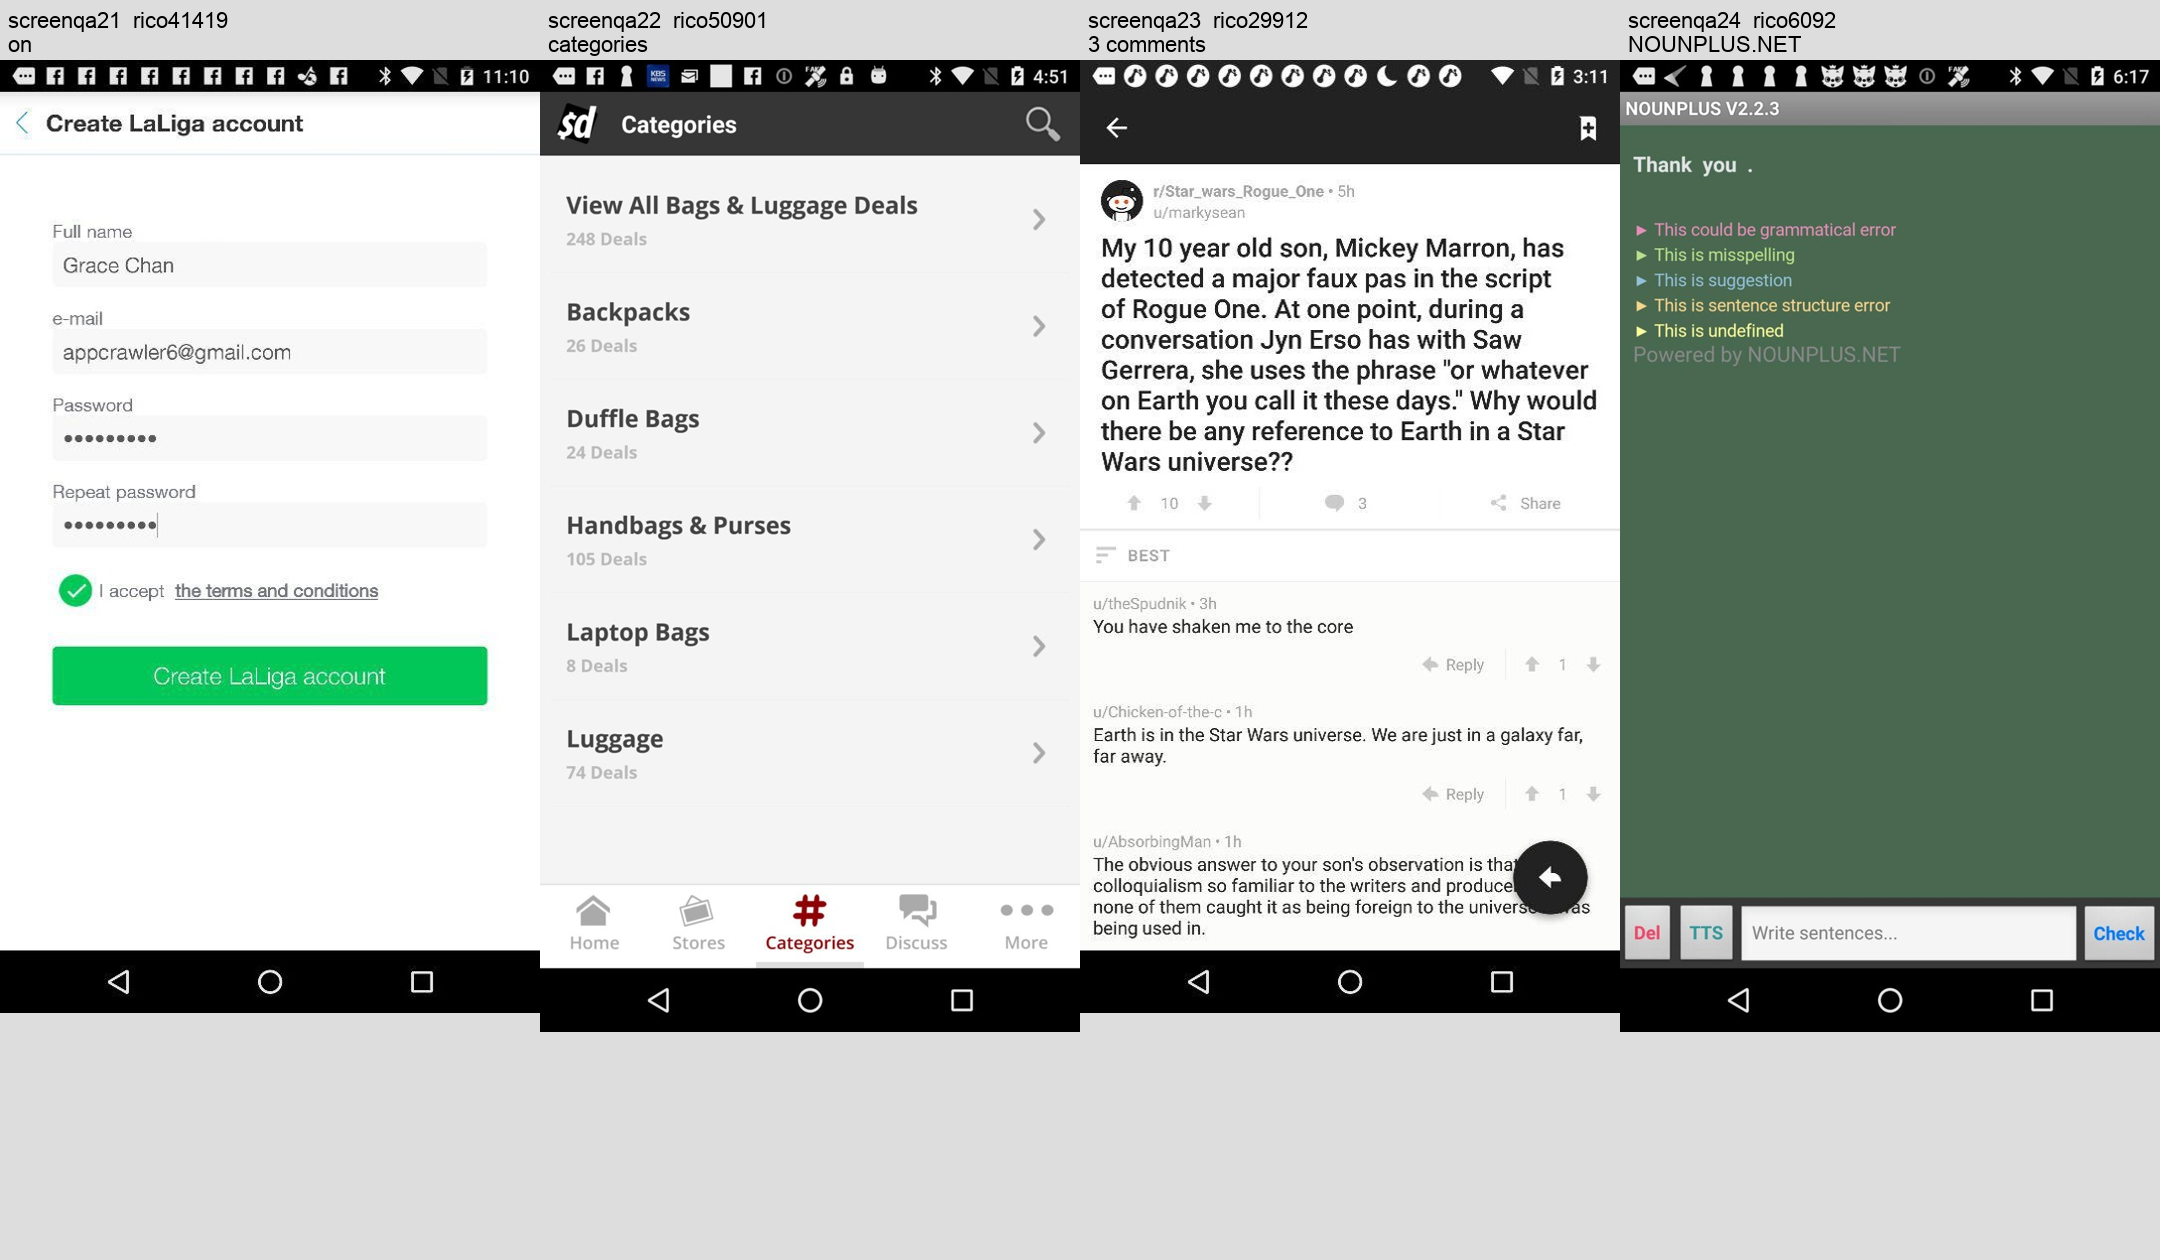 screenqa21 rico41419
on
11:10
Create LaLiga account
Full name
Grace Chan
e-mail
appcrawler6@gmail.com
Password
Repeat password
I accept the terms and conditions
Create LaLiga account
screenqa22 rico50901
categories
4:51
$d Categories
View All Bags & Luggage Deals
248 Deals
Backpacks
26 Deals
Duffle Bags
24 Deals
Handbags & Purses
105 Deals
Laptop Bags
8 Deals
Luggage
74 Deals
Home Stores Categories Discuss More
screenqa23 rico29912
3 comments
3:11
r/Star_wars_Rogue_One • 5h
u/markysean
My 10 year old son, Mickey Marron, has
detected a major faux pas in the script
of Rogue One. At one point, during a
conversation Jyn Erso has with Saw
Gerrera, she uses the phrase "or whatever
on Earth you call it these days." Why would
there be any reference to Earth in a Star
Wars universe??
10 3 Share
BEST
u/theSpudnik • 3h
You have shaken me to the core
Reply 1
u/Chicken-of-the-c • 1h
Earth is in the Star Wars universe. We are just in a galaxy far,
far away.
Reply 1
u/AbsorbingMan • 1h
The obvious answer to your son's observation is that
colloquialism so familiar to the writers and
none of them caught it as being foreign to the
being used in.
screenqa24 rico6092
NOUNPLUS.NET
6:17
NOUNPLUS V2.2.3
Thank you .
► This could be grammatical error
► This is misspelling
► This is suggestion
► This is sentence structure error
► This is undefined
Powered by NOUNPLUS.NET
Del TTS Write sentences... Check